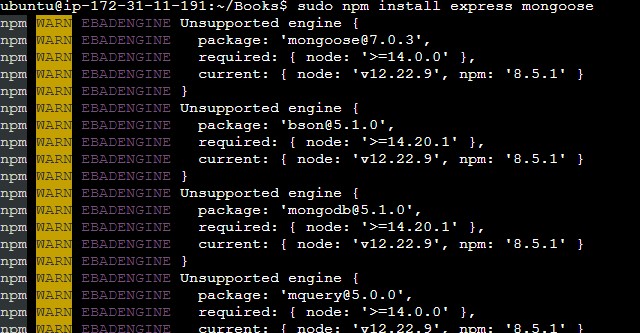 ubuntu@ip-172-31-11-191:~/Books$ sudo npm install express mongoose
npm WARN EBADENGINE Unsupported engine {
npm WARN EBADENGINE   package: 'mongoose@7.0.3',
npm WARN EBADENGINE   required: { node: '>=14.0.0' },
npm WARN EBADENGINE   current: { node: 'v12.22.9', npm: '8.5.1' }
npm WARN EBADENGINE }
npm WARN EBADENGINE Unsupported engine {
npm WARN EBADENGINE   package: 'bson@5.1.0',
npm WARN EBADENGINE   required: { node: '>=14.20.1' },
npm WARN EBADENGINE   current: { node: 'v12.22.9', npm: '8.5.1' }
npm WARN EBADENGINE }
npm WARN EBADENGINE Unsupported engine {
npm WARN EBADENGINE   package: 'mongodb@5.1.0',
npm WARN EBADENGINE   required: { node: '>=14.20.1' },
npm WARN EBADENGINE   current: { node: 'v12.22.9', npm: '8.5.1' }
npm WARN EBADENGINE }
npm WARN EBADENGINE Unsupported engine {
npm WARN EBADENGINE   package: 'mquery@5.0.0',
npm WARN EBADENGINE   required: { node: '>=14.0.0' },
npm WARN EBADENGINE   current: { node: 'v12.22.9', npm: '8.5.1' }